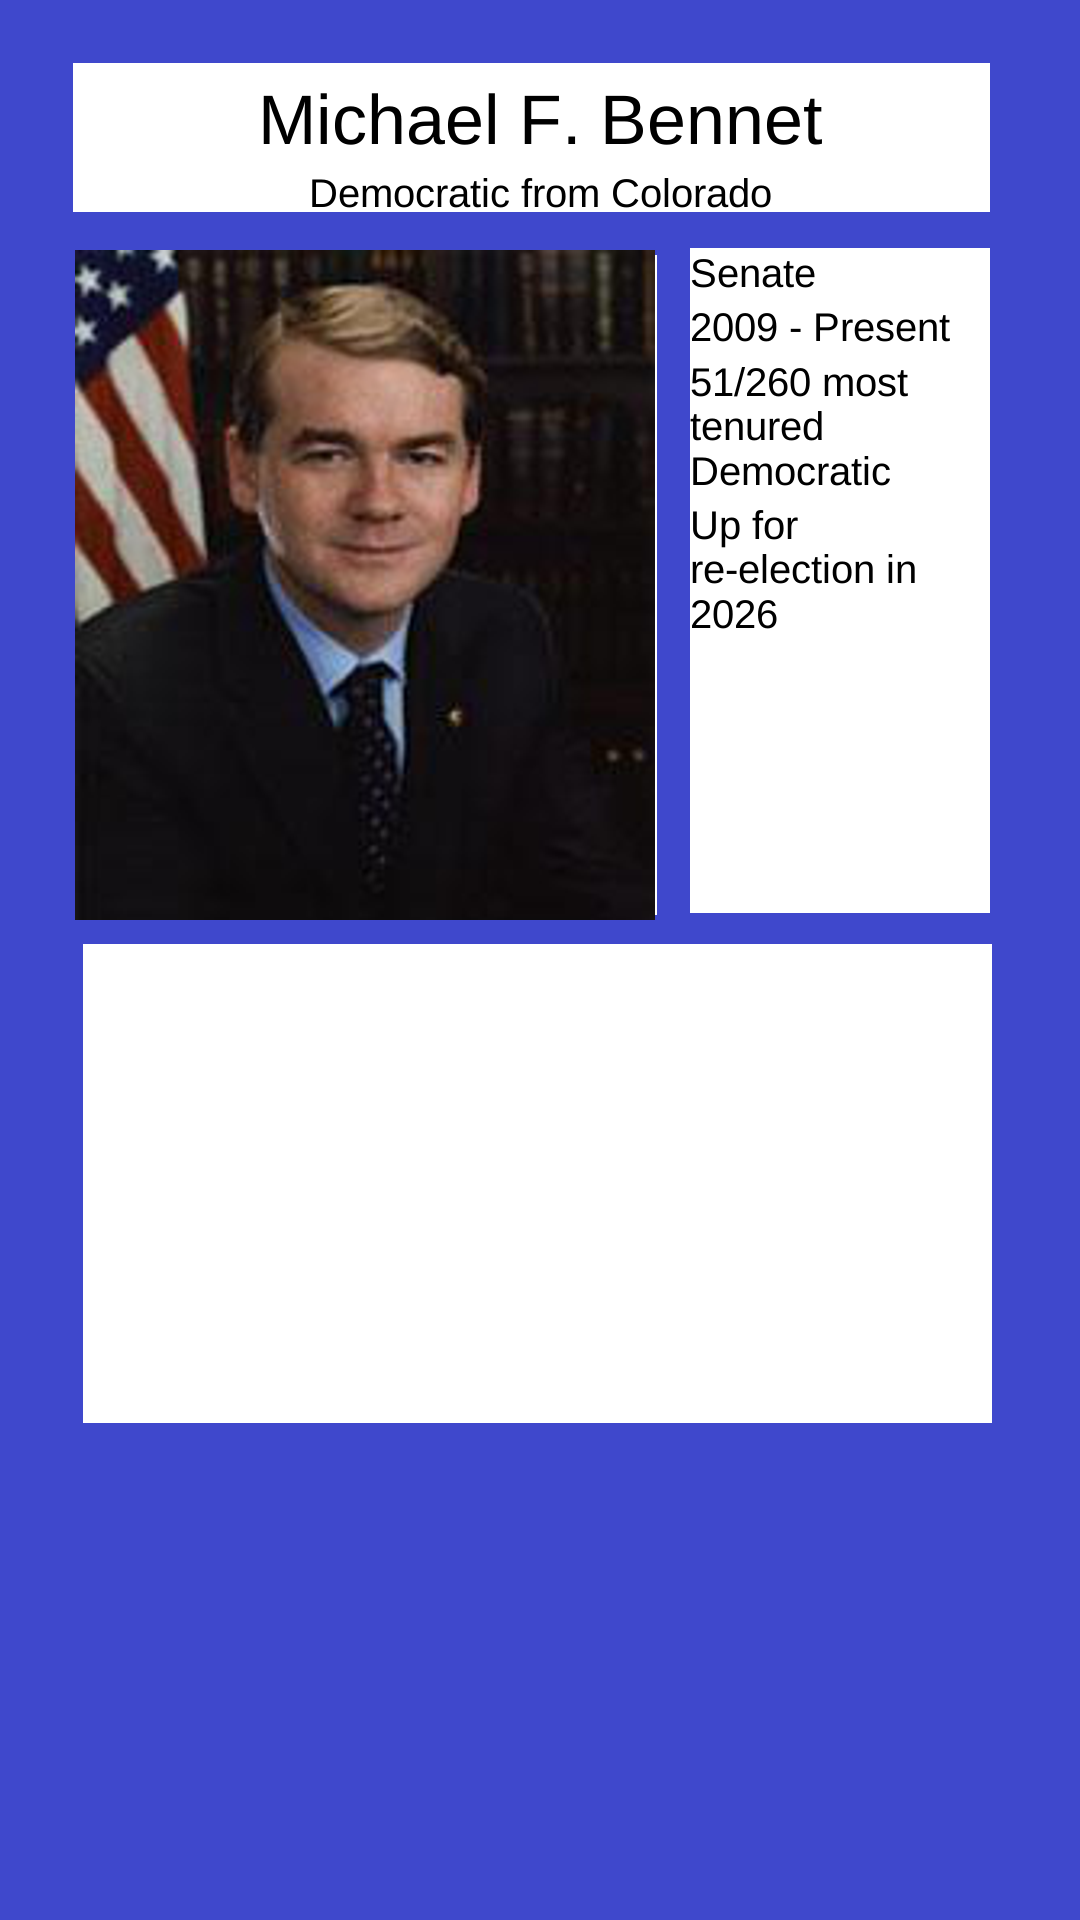 Michael F. Bennet
Democratic from Colorado
Senate
2009 - Present
51/260 most
tenured
Democratic
Up for
re-election in
2026